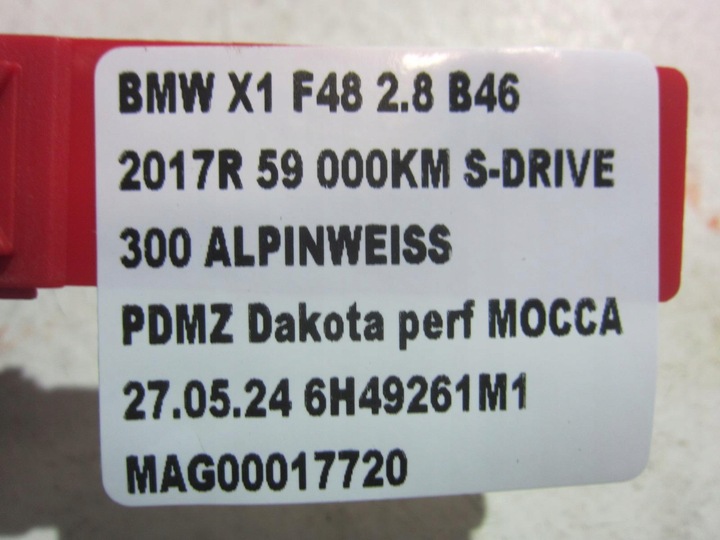 BMW X1 F48 2.8 B46
2017R 59 000KM S-DRIVE
300 ALPINWEISS
PDMZ Dakota perf MOCCA
27.05.24 6H49261M1
MAG00017720